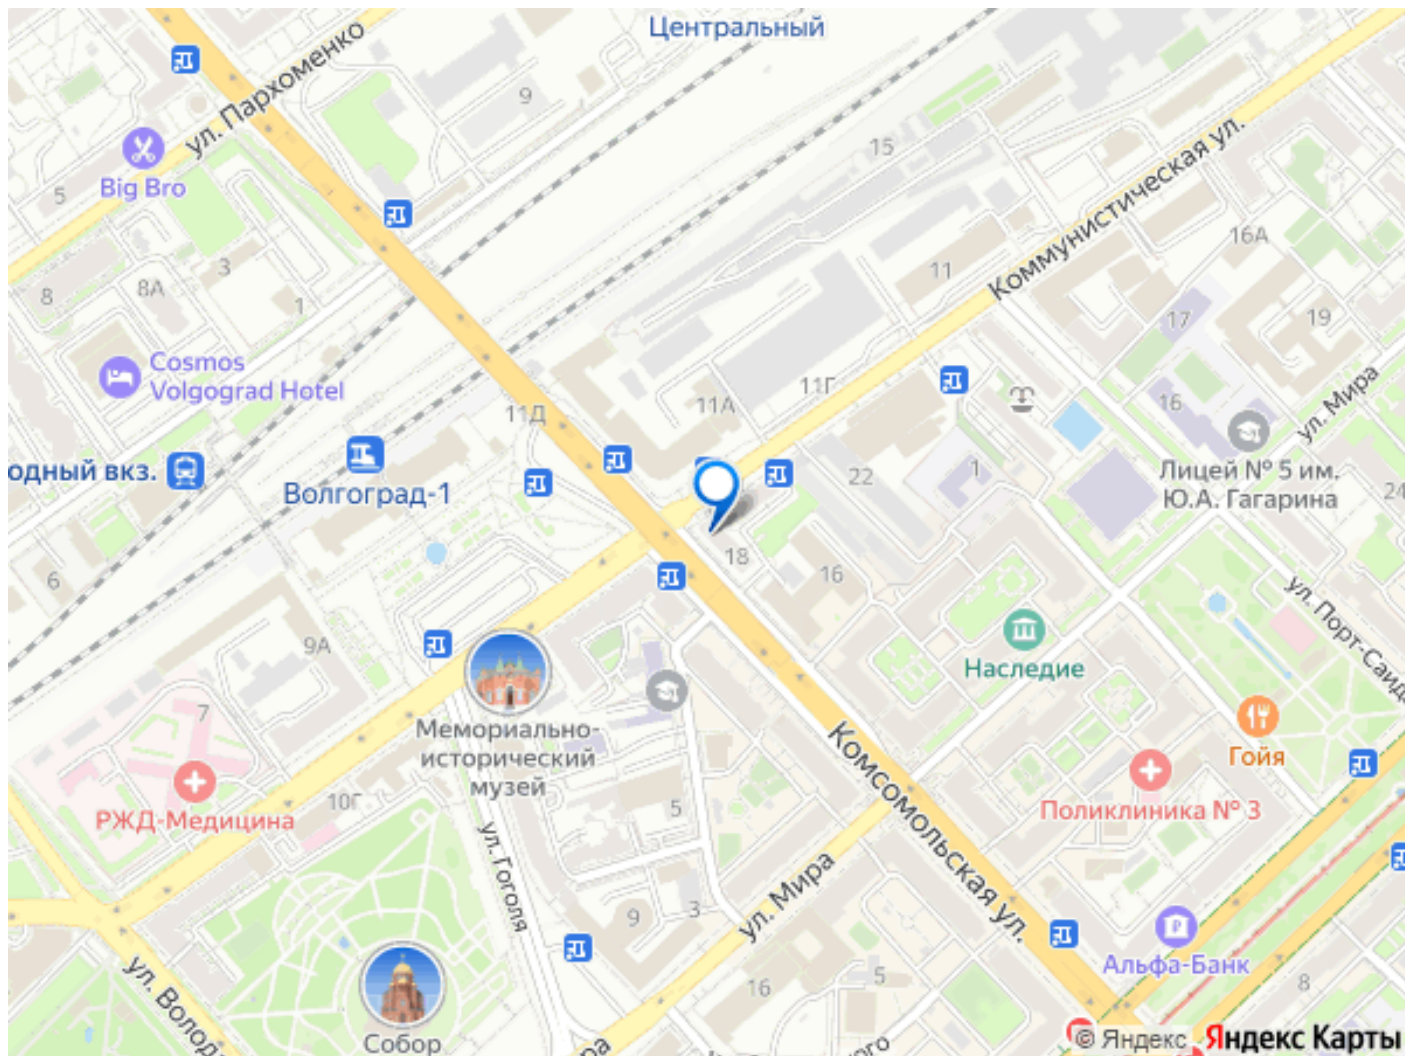 Центральный
ул. Пархоменко
9
15
Коммунистическая ул.
Big Bro
5
16А
3
11
8
8А
1
17
19
Cosmos
Volgograd Hotel
11Д
11А
11Г
16
ул. Мира
одный вкз.
Волгоград-1
22
1
Лицей № 5 им.
Ю.А. Гагарина
24
6
18
16
ул. Порт-Саидс
9А
Наследие
7
Мемориально-
исторический
музей
Комсомольская ул.
Гойя
РЖД-Медицина
10Г
5
Поликлиника № 3
ул. Гоголя
ул. Мира
9
3
ул. Волод
Альфа-Банк
16
5
8
Собор
© Яндекс
Яндекс Карты